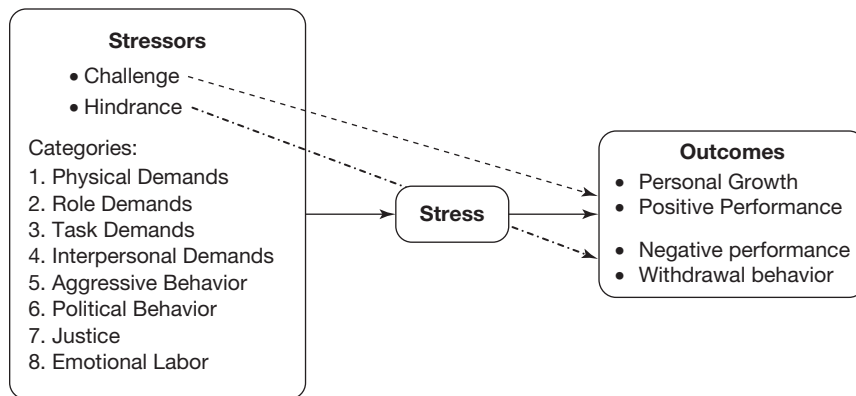 Stressors
• Challenge
• Hindrance
Categories:
1. Physical Demands
2. Role Demands
3. Task Demands
4. Interpersonal Demands
5. Aggressive Behavior
6. Political Behavior
7. Justice
8. Emotional Labor
Stress
Outcomes
• Personal Growth
• Positive Performance
• Negative performance
• Withdrawal behavior